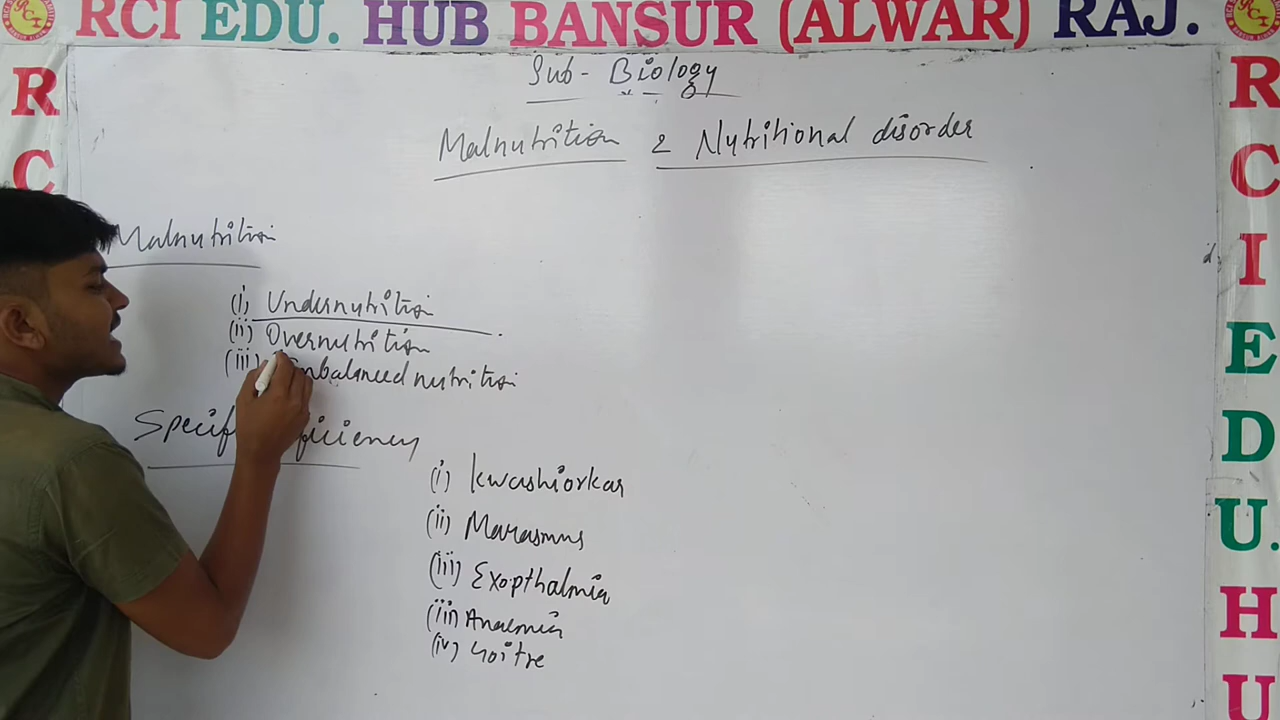 RCI EDU. HUB BANSUR (ALWAR) RAJ.
Sub- Biology
Malnutrition & Nutritional disorder
Malnutrition
(i) Undernutrition
(ii) Overnutrition
(iii) Imbalanced nutrition
(i) Kwashiorkar
(ii) Marasmus
(iii) Exopthalmia
(iii) Anaemia
(iv) Goitre
R
C
R
C
I
E
D
U.
H
U